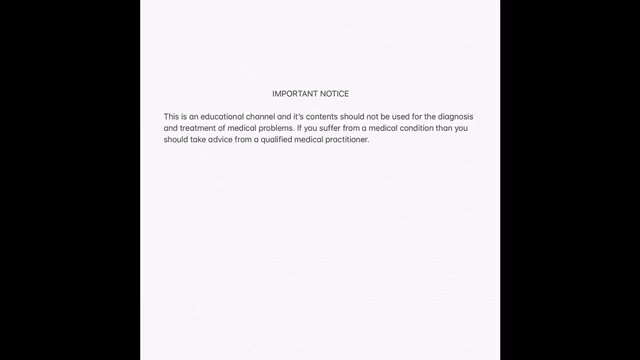 IMPORTANT NOTICE
This is an educational channel and it's contents should not be used for the diagnosis
and treatment of medical problems. If you suffer from a medical condition than you
should take advice from a qualified medical practitioner.